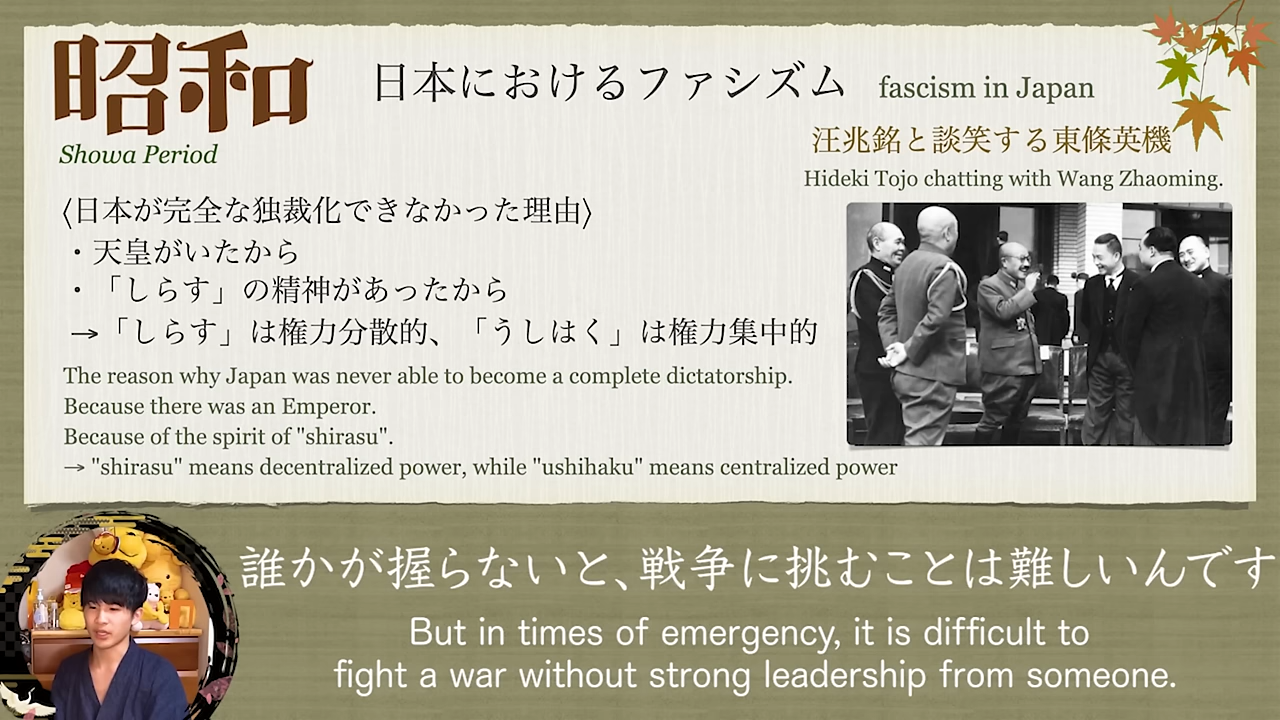 昭和
Showa Period
日本におけるファシズム fascism in Japan
汪兆銘と談笑する東條英機
Hideki Tojo chatting with Wang Zhaoming.
〈日本が完全な独裁化できなかった理由〉
・天皇がいたから
・「しらす」の精神があったから
→「しらす」は権力分散的、「うしはく」は権力集中的
The reason why Japan was never able to become a complete dictatorship.
Because there was an Emperor.
Because of the spirit of "shirasu".
→ "shirasu" means decentralized power, while "ushihaku" means centralized power
誰かが握らないと、戦争に挑むことは難しいんです
But in times of emergency, it is difficult to
fight a war without strong leadership from someone.